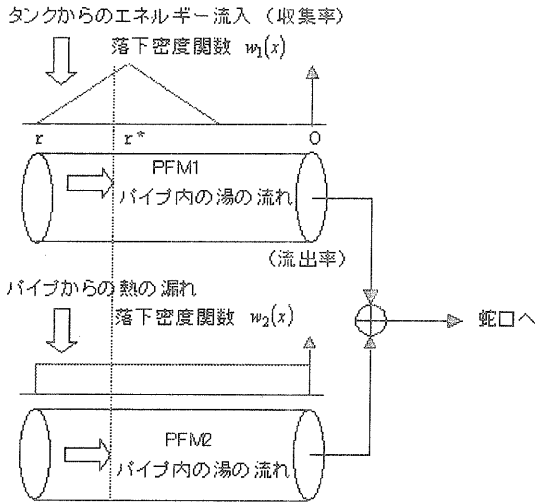 タンクからのエネルギー流入（収集率）
落下密度関数 w₁(x)
r r* 0
PFM1
パイプ内の湯の流れ
(流出率)
パイプからの熱の漏れ
落下密度関数 w₂(x)
蛇口へ
PFM2
パイプ内の湯の流れ